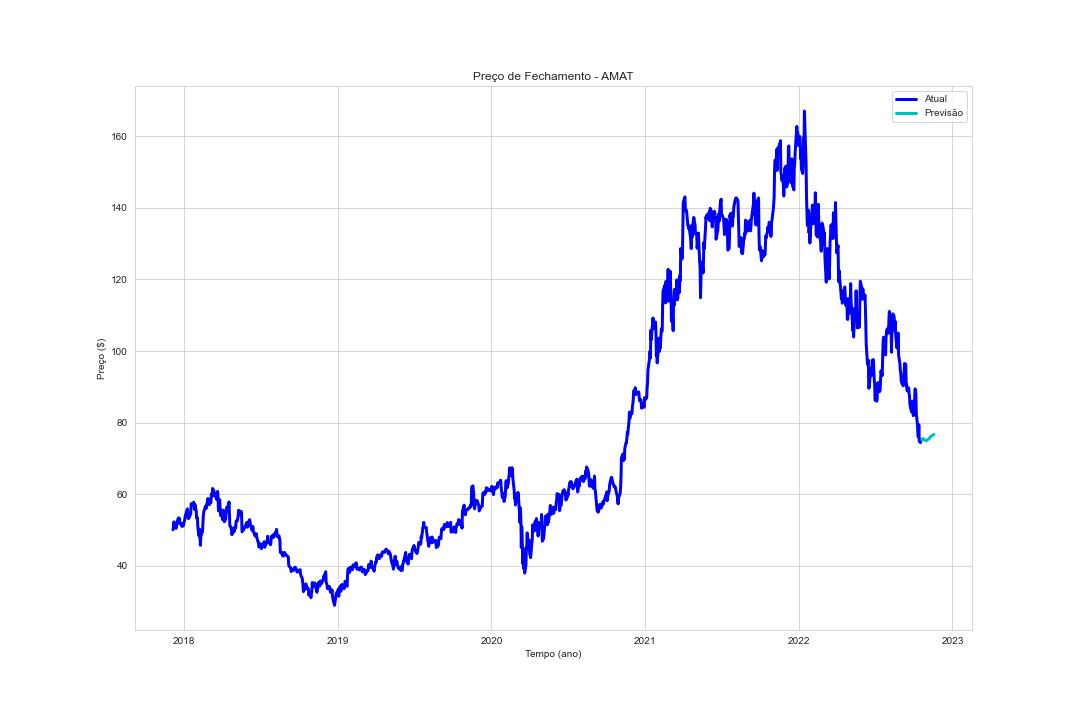 Preço de Fechamento - AMAT
Atual
Previsão
160
140
120
100
80
60
40
Preço ($)
2018
2019
2020
2021
2022
2023
Tempo (ano)